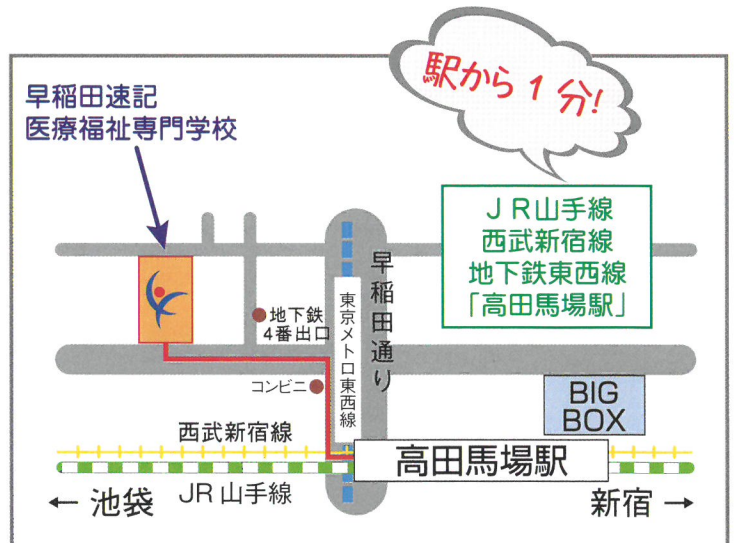 駅から1分!
早稲田速記
医療福祉専門学校
JR山手線
西武新宿線
地下鉄東西線
「高田馬場駅」
早稲田通り
東京メトロ東西線
地下鉄
4番出口
コンビニ
BIG
BOX
西武新宿線
高田馬場駅
← 池袋
JR山手線
新宿 →